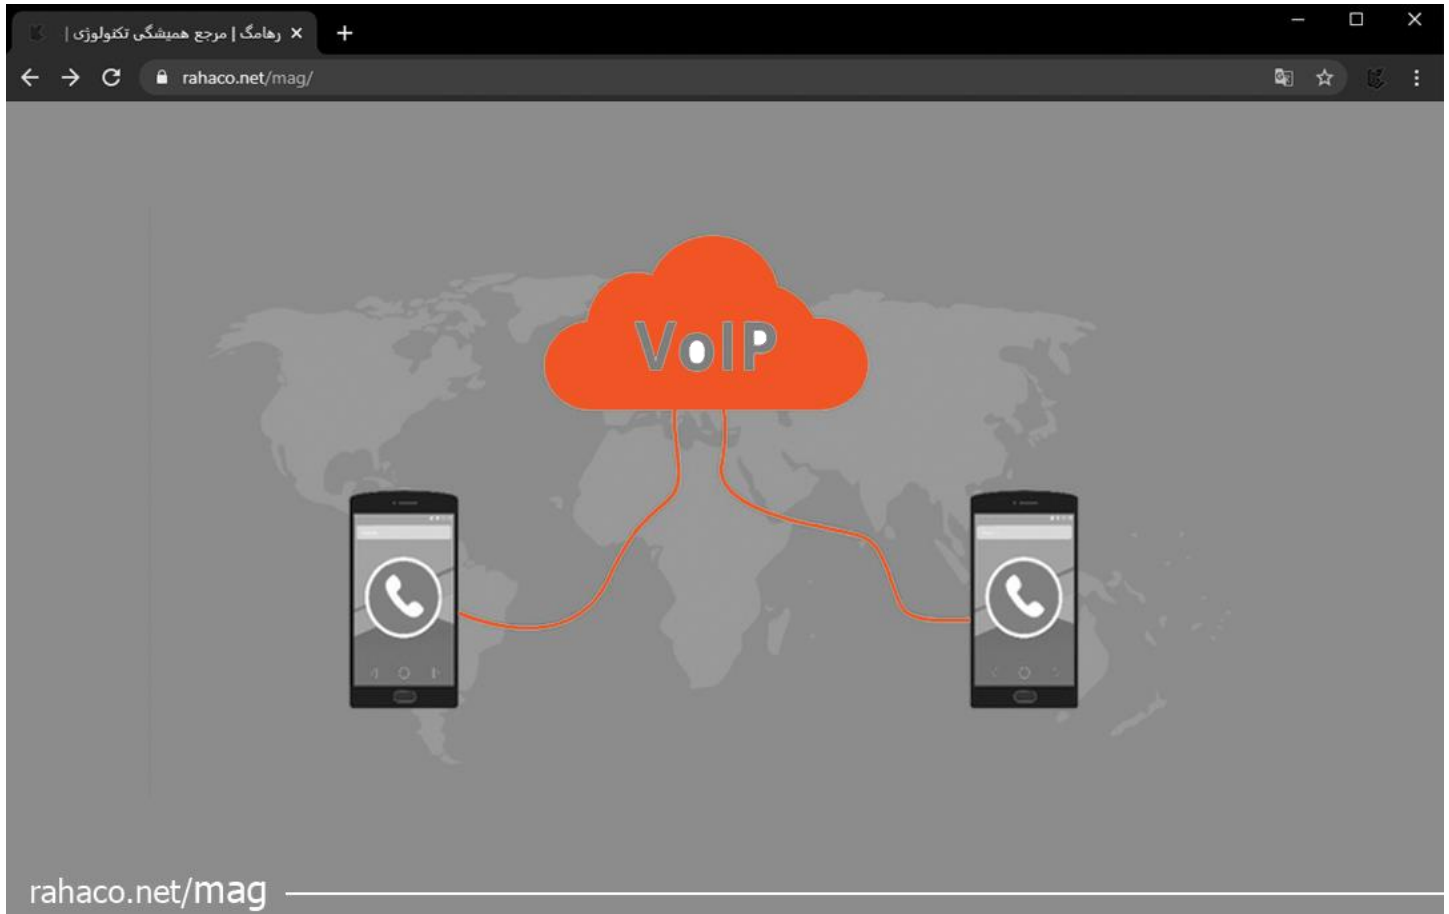 رهامگ | مرجع همیشگی تکنولوژی |
rahaco.net/mag/
VoIP
rahaco.net/mag